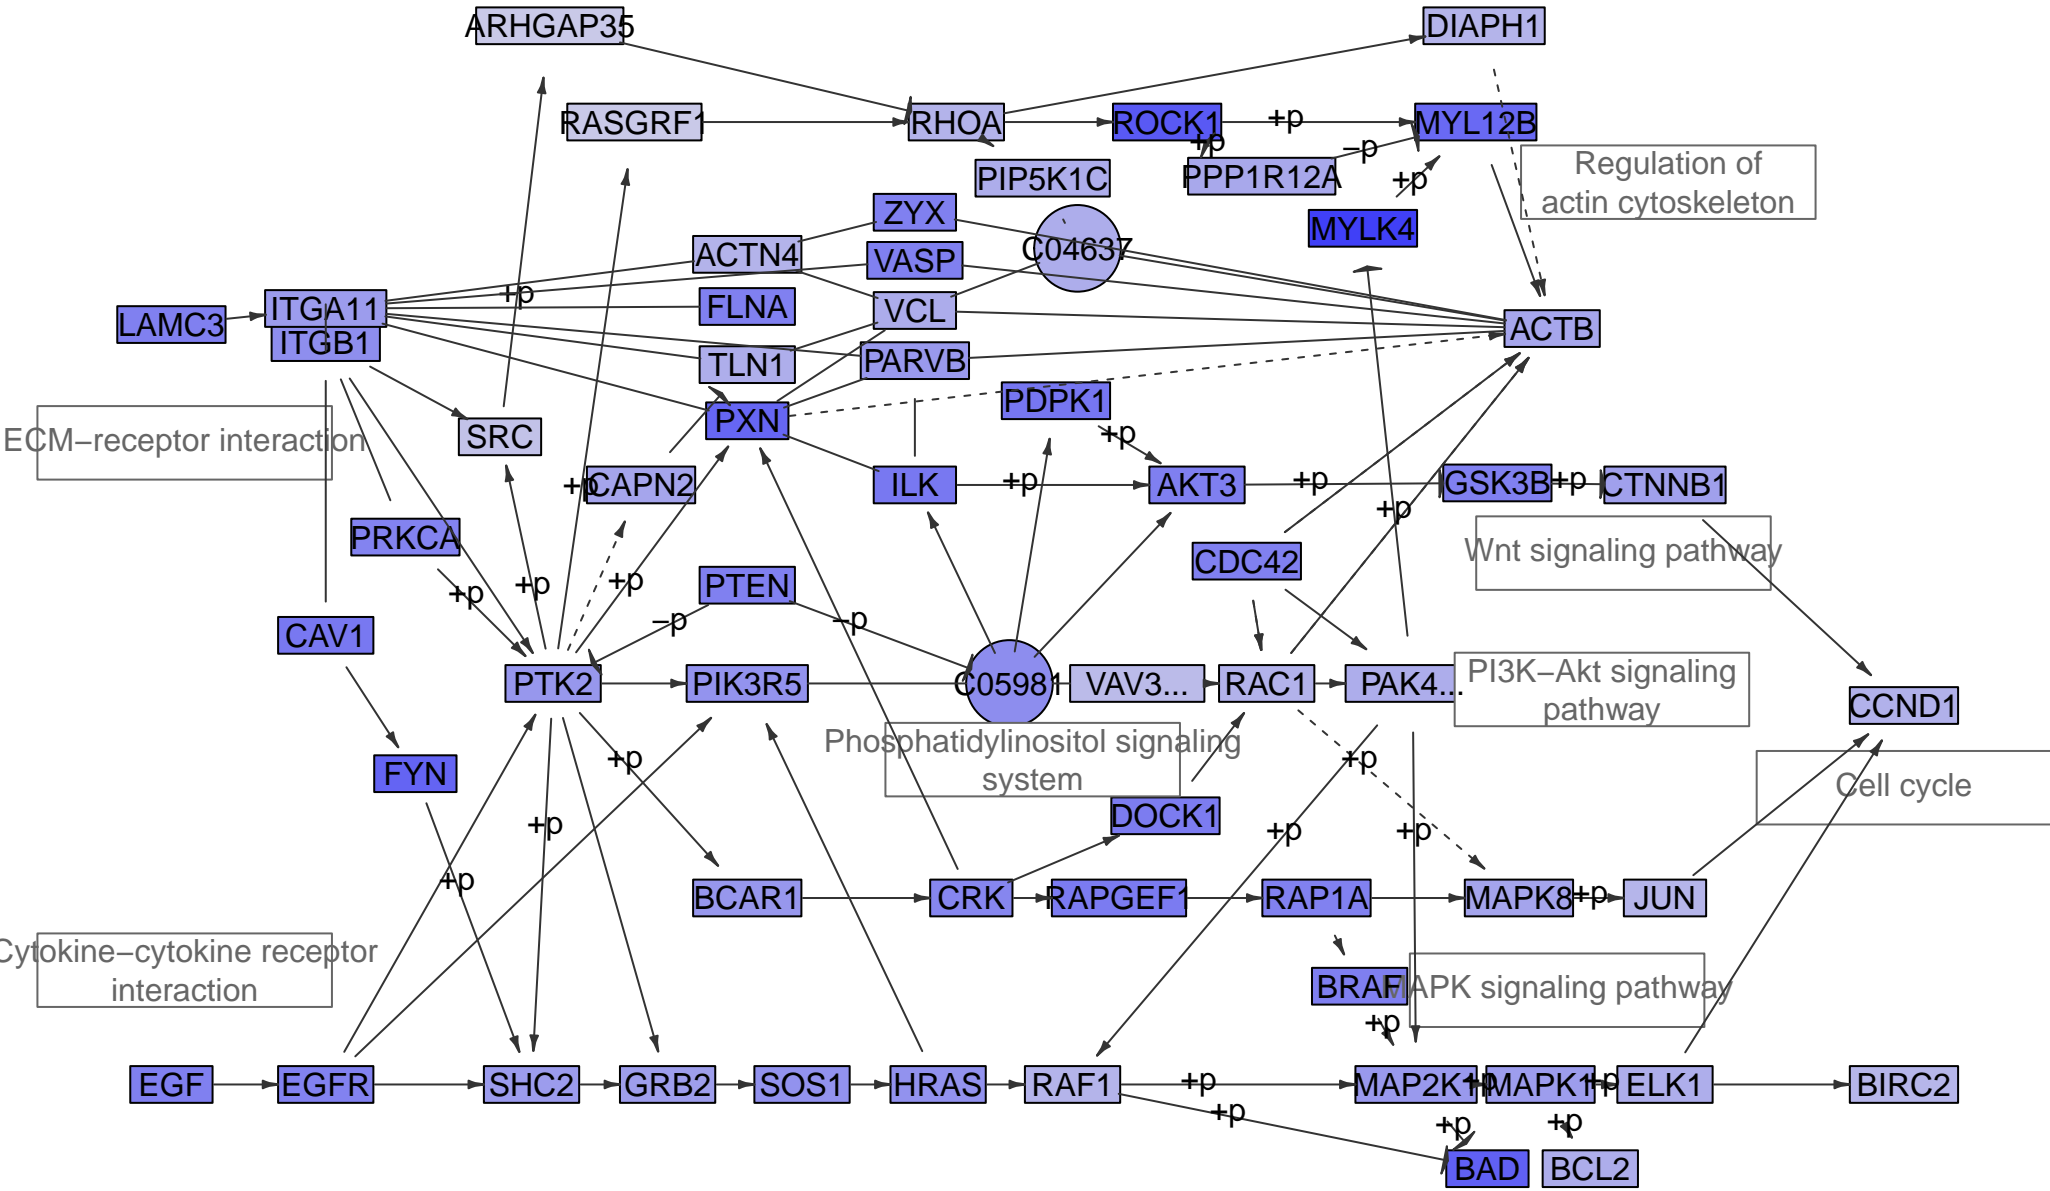 ARHGAP35
DIAPH1
RASGRF1
RHOA
ROCK1
+p
MYL12B
+p
−p
PIP5K1C
PPP1R12A
+p
Regulation of
actin cytoskeleton
ZYX
MYLK4
ACTN4
VASP
C04637
+p
ITGA11
FLNA
VCL
LAMC3
ITGB1
ACTB
TLN1
PARVB
PDPK1
PXN
ECM−receptor interaction
SRC
+p
+p
CAPN2
ILK
+p
AKT3
+p
GSK3B
+p
CTNNB1
+p
PRKCA
Wnt signaling pathway
CDC42
+p
+p
+p
PTEN
−p
−p
CAV1
PTK2
PIK3R5
C05981
VAV3...
RAC1
PAK4...
PI3K−Akt signaling
pathway
CCND1
Phosphatidylinositol signaling
system
+p
+p
FYN
Cell cycle
DOCK1
+p
+p
+p
+p
BCAR1
CRK
RAPGEF1
RAP1A
MAPK8
+p
JUN
Cytokine−cytokine receptor
interaction
BRAF
MAPK signaling pathway
+p
EGF
EGFR
SHC2
GRB2
SOS1
HRAS
RAF1
+p
MAP2K1
+p
MAPK1
+p
ELK1
BIRC2
+p
+p
+p
BAD
BCL2